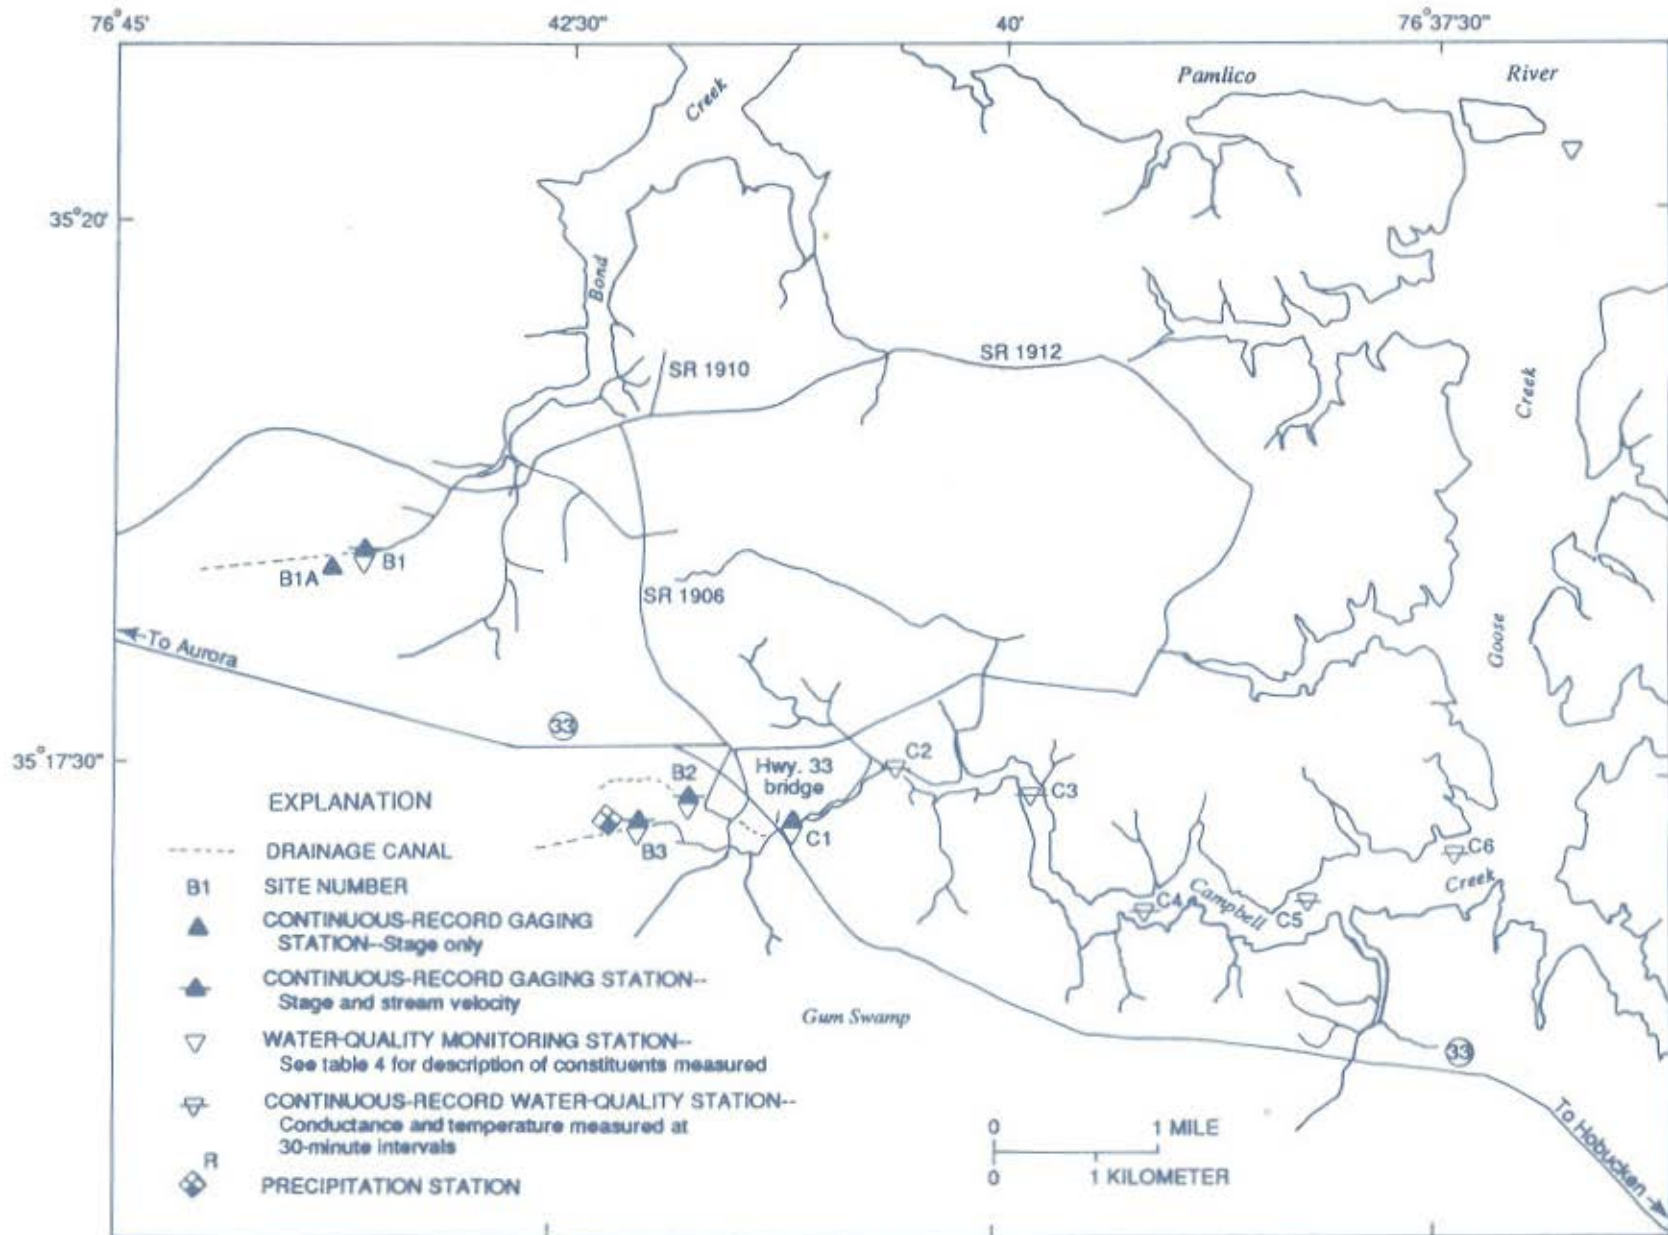 76°45'
42'30"
40'
76°37'30"
Pamlico
River
Creek
35°20'
Bond
SR 1910
SR 1912
Creek
B1
B1A
SR 1906
To Aurora
Goose
33
35°17'30"
Hwy. 33
bridge
C2
B2
C3
C1
B3
C6
Campbell
Creek
C4
C5
EXPLANATION
DRAINAGE CANAL
B1 SITE NUMBER
CONTINUOUS-RECORD GAGING
STATION--Stage only
CONTINUOUS-RECORD GAGING STATION--
Stage and stream velocity
Gum Swamp
WATER-QUALITY MONITORING STATION--
See table 4 for description of constituents measured
33
CONTINUOUS-RECORD WATER-QUALITY STATION--
Conductance and temperature measured at
30-minute intervals
R
PRECIPITATION STATION
0 1 MILE
0 1 KILOMETER
To Hobucken